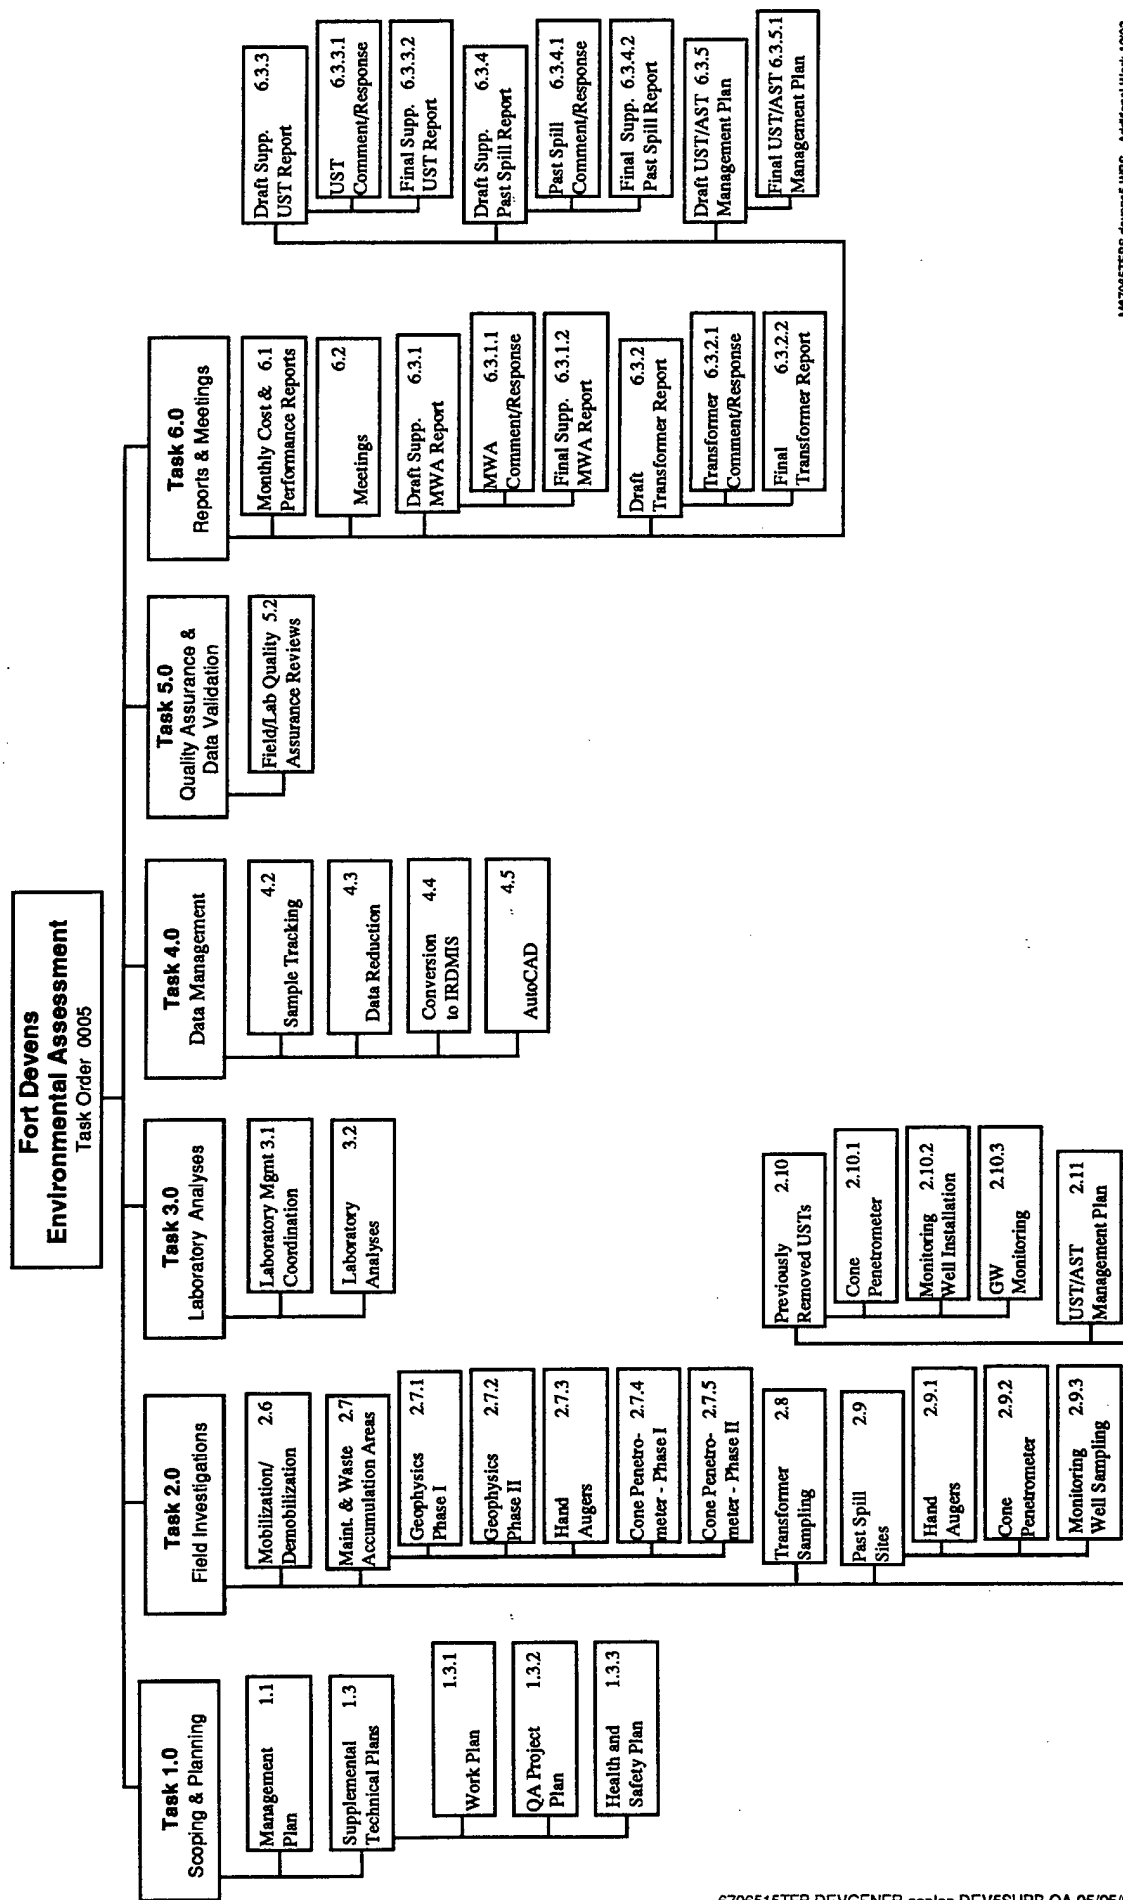 Fort Devens
Environmental Assessment
Task Order 0005
Task 1.0
Scoping & Planning
Management 1.1
Plan
Supplemental 1.3
Technical Plans
1.3.1
Work Plan
QA Project 1.3.2
Plan
Health and 1.3.3
Safety Plan
Task 2.0
Field Investigations
Mobilization/ 2.6
Demobilization
Maint. & Waste 2.7
Accumulation Areas
Geophysics 2.7.1
Phase I
Geophysics 2.7.2
Phase II
Hand 2.7.3
Augers
Cone Penetro- 2.7.4
meter - Phase I
Cone Penetro- 2.7.5
meter - Phase II
Transformer 2.8
Sampling
Past Spill 2.9
Sites
Hand 2.9.1
Augers
Cone 2.9.2
Penetrometer
Monitoring 2.9.3
Well Sampling
Previously 2.10
Removed USTs
Cone 2.10.1
Penetrometer
Monitoring 2.10.2
Well Installation
GW 2.10.3
Monitoring
UST/AST 2.11
Management Plan
Task 3.0
Laboratory Analyses
Laboratory Mgmt 3.1
Coordination
Laboratory 3.2
Analyses
Task 4.0
Data Management
4.2
Sample Tracking
4.3
Data Reduction
Conversion 4.4
to IRDMIS
4.5
AutoCAD
Task 5.0
Quality Assurance &
Data Validation
Field/Lab Quality 5.2
Assurance Reviews
Task 6.0
Reports & Meetings
Monthly Cost & 6.1
Performance Reports
6.2
Meetings
Draft Supp. 6.3.1
MWA Report
MWA 6.3.1.1
Comment/Response
Final Supp. 6.3.1.2
MWA Report
Draft 6.3.2
Transformer Report
Transformer 6.3.2.1
Comment/Response
Final 6.3.2.2
Transformer Report
Draft Supp. 6.3.3
UST Report
UST 6.3.3.1
Comment/Response
Final Supp. 6.3.3.2
UST Report
Draft Supp. 6.3.4
Past Spill Report
Past Spill 6.3.4.1
Comment/Response
Final Supp. 6.3.4.2
Past Spill Report
Draft UST/AST 6.3.5
Management Plan
Final UST/AST 6.3.5.1
Management Plan